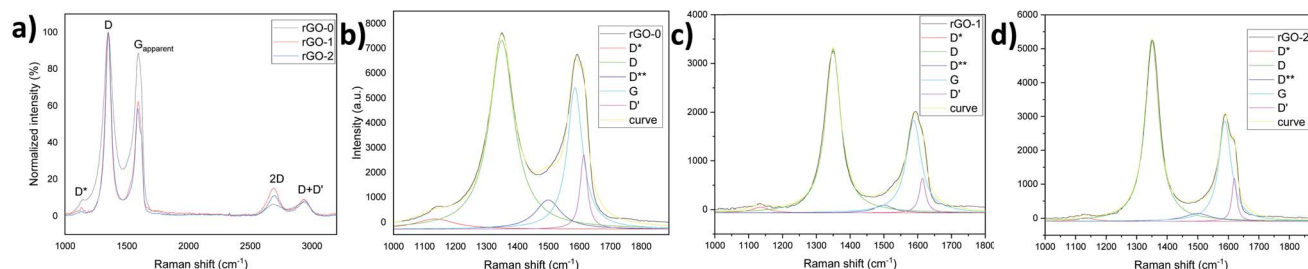 a)
D
G apparent
rGO-0
rGO-1
rGO-2
100
80
60
40
20
0
D*
2D
D+D'
Normalized intensity (%)
1000 1500 2000 2500 3000
Raman shift (cm⁻¹)
b)
8000
7000
6000
5000
4000
3000
2000
1000
0
rGO-0
D*
D
D**
G
D'
curve
Intensity (a.u.)
1000 1100 1200 1300 1400 1500 1600 1700 1800
Raman shift (cm⁻¹)
c)
4000
3000
2000
1000
0
rGO-1
D*
D
D**
G
D'
curve
1000 1100 1200 1300 1400 1500 1600 1700 1800
Raman shift (cm⁻¹)
d)
6000
5000
4000
3000
2000
1000
0
rGO-2
D*
D
D**
G
D'
curve
1000 1100 1200 1300 1400 1500 1600 1700
Raman shift (cm⁻¹)